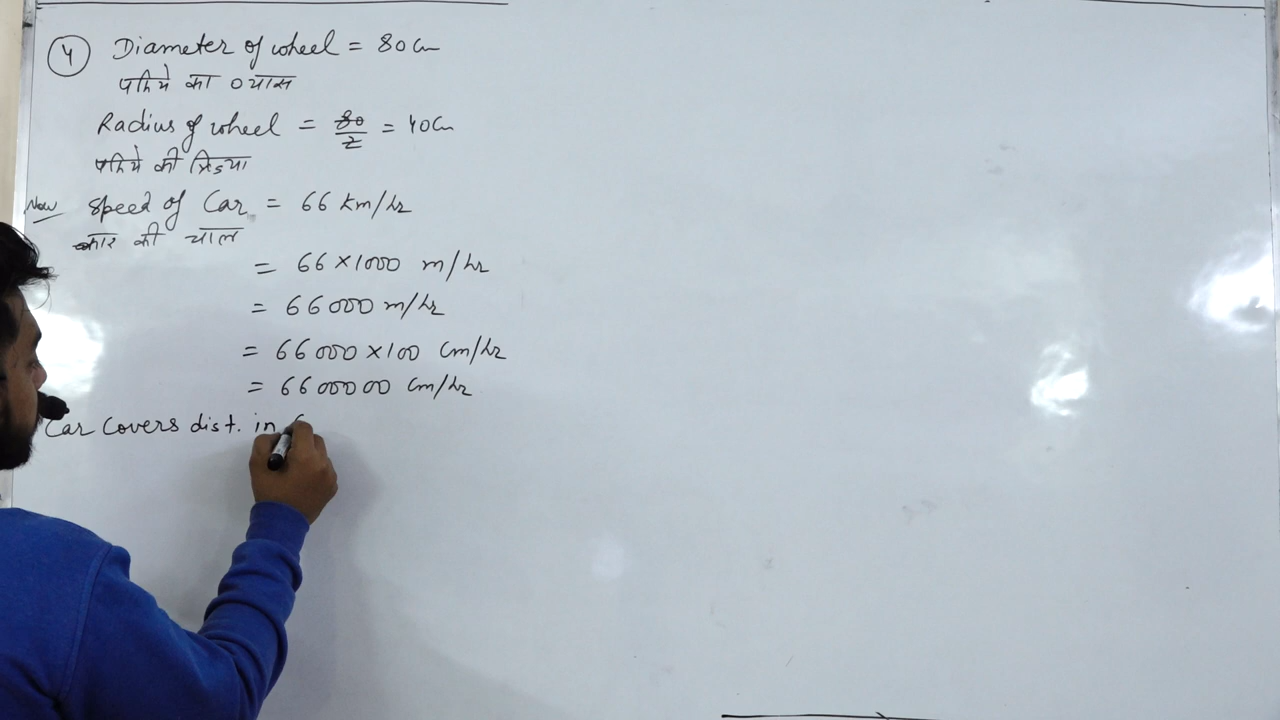 4 Diameter of wheel = 80 cm
पहिये का व्यास
Radius of wheel = 80/2 = 40 cm
पहिये की त्रिज्या
Now Speed of Car = 66 km/hr
कार की चाल
= 66 × 1000 m/hr
= 66000 m/hr
= 66000 × 100 cm/hr
= 6600000 cm/hr
Car covers dist. in